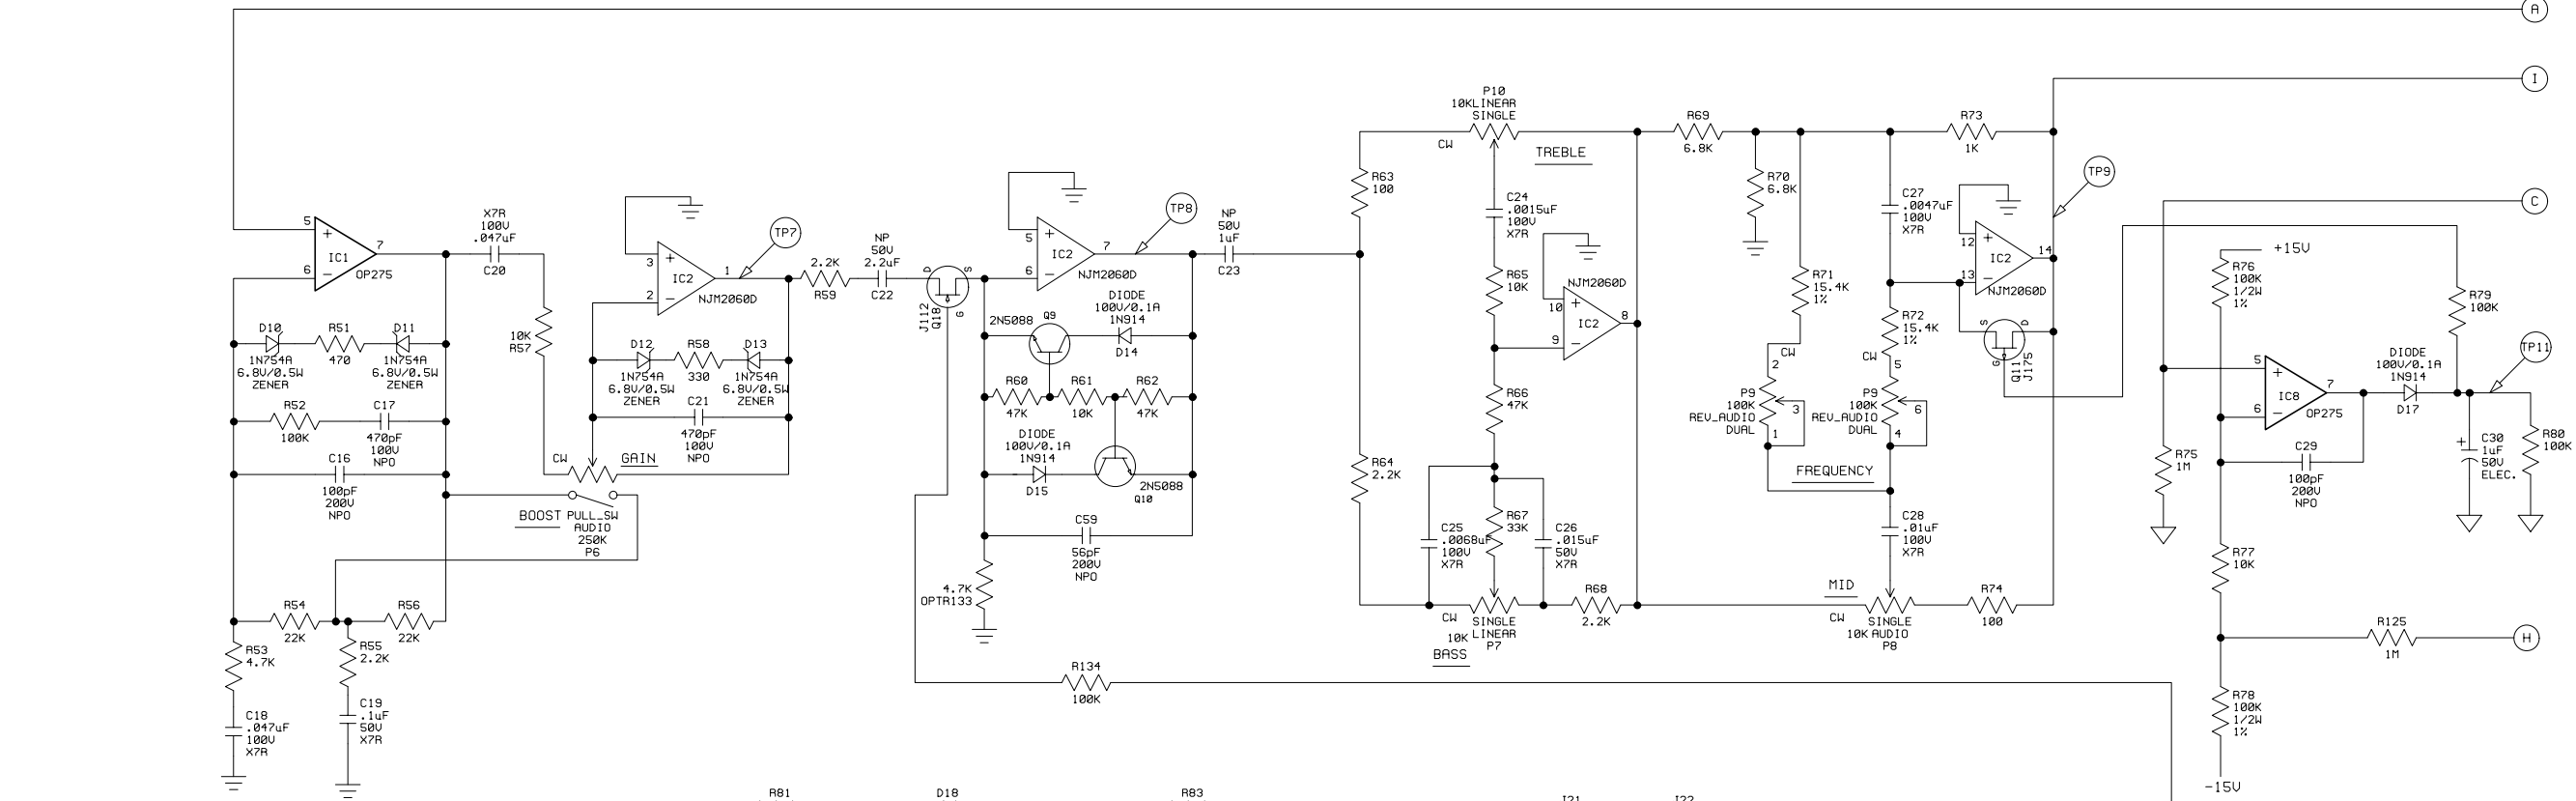 A
I
P10
10KLINEAR
SINGLE
CW
TREBLE
R69
6.8K
R73
1K
R63
100
R70
6.8K
C24
.0015uF
100V
X7R
C27
.0047uF
100V
X7R
TP9
C
5
+
IC1
7
6
−
OP275
X7R
100V
.047uF
C20
3
+
IC2
1
2
−
NJM2060D
TP7
2.2K
R59
NP
50V
2.2uF
C22
D
S
G
J112
Q18
5
+
IC2
7
6
−
NJM2060D
TP8
NP
50V
1uF
C23
R65
10K
NJM2060D
10
+
IC2
8
9
−
R71
15.4K
1%
12
+
IC2
14
13
−
NJM2060D
R72
15.4K
1%
S
D
G
Q11
J175
+15V
R76
100K
1/2W
1%
R79
100K
TP11
D10
R51
D11
1N754A
470
1N754A
6.8V/0.5W
6.8V/0.5W
ZENER
ZENER
10K
R57
D12
R58
D13
1N754A
330
1N754A
6.8V/0.5W
6.8V/0.5W
ZENER
ZENER
2N5088
Q9
DIODE
100V/0.1A
1N914
D14
R60
R61
R62
47K
10K
47K
R52
C17
100K
470pF
100V
NPO
C21
470pF
100V
NPO
C16
100pF
200V
NPO
CW
GAIN
BOOST
PULL_SW
AUDIO
250K
P6
DIODE
100V/0.1A
1N914
D15
2N5088
Q10
C59
56pF
200V
NPO
4.7K
OPTR133
R66
47K
R64
2.2K
2
CW
P9
100K
REV_AUDIO
DUAL
3
1
CW
5
P9
100K
REV_AUDIO
DUAL
6
4
FREQUENCY
5
+
IC8
7
6
−
OP275
DIODE
100V/0.1A
1N914
D17
C29
100pF
200V
NPO
R75
1M
+
C30
1uF
50V
ELEC.
R80
100K
C25
.0068uF
100V
X7R
R67
33K
C26
.015uF
50V
X7R
C28
.01uF
100V
X7R
R77
10K
R54
22K
R56
22K
R53
4.7K
R55
2.2K
CW
10K
SINGLE
LINEAR
P7
BASS
R68
2.2K
MID
CW
10K
SINGLE
AUDIO
P8
R74
100
R125
1M
H
R134
100K
C18
.047uF
100V
X7R
C19
.1uF
50V
X7R
R78
100K
1/2W
1%
-15V
R81
D18
R83